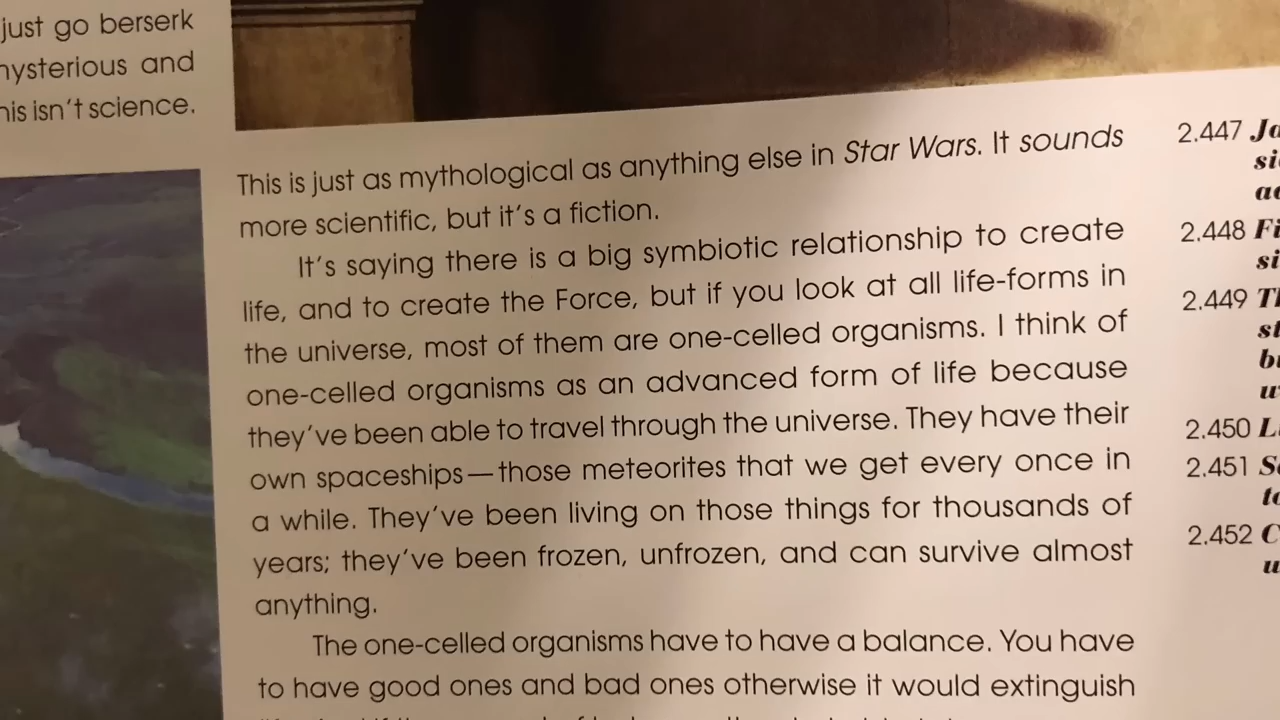 just go berserk
mysterious and
his isn't science.
This is just as mythological as anything else in Star Wars. It sounds
more scientific, but it's a fiction.
It's saying there is a big symbiotic relationship to create
life, and to create the Force, but if you look at all life-forms in
the universe, most of them are one-celled organisms. I think of
one-celled organisms as an advanced form of life because
they've been able to travel through the universe. They have their
own spaceships—those meteorites that we get every once in
a while. They've been living on those things for thousands of
years; they've been frozen, unfrozen, and can survive almost
anything.
The one-celled organisms have to have a balance. You have
to have good ones and bad ones otherwise it would extinguish
2.447
2.448
2.449
2.450
2.451
2.452